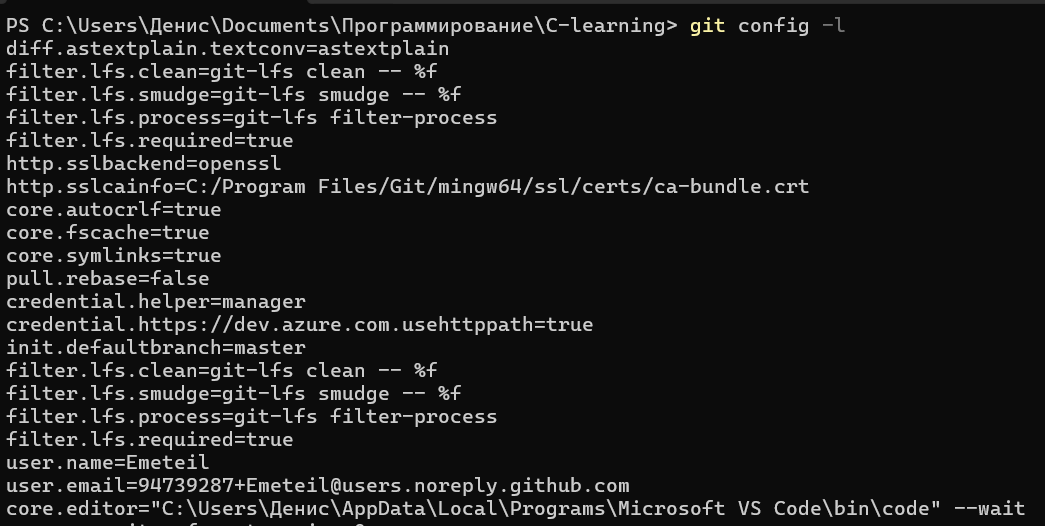 PS C:\Users\Денис\Documents\Программирование\C-learning> git config -l
diff.astextplain.textconv=astextplain
filter.lfs.clean=git-lfs clean -- %f
filter.lfs.smudge=git-lfs smudge -- %f
filter.lfs.process=git-lfs filter-process
filter.lfs.required=true
http.sslbackend=openssl
http.sslcainfo=C:/Program Files/Git/mingw64/ssl/certs/ca-bundle.crt
core.autocrlf=true
core.fscache=true
core.symlinks=true
pull.rebase=false
credential.helper=manager
credential.https://dev.azure.com.usehttppath=true
init.defaultbranch=master
filter.lfs.clean=git-lfs clean -- %f
filter.lfs.smudge=git-lfs smudge -- %f
filter.lfs.process=git-lfs filter-process
filter.lfs.required=true
user.name=Emeteil
user.email=94739287+Emeteil@users.noreply.github.com
core.editor="C:\Users\Денис\AppData\Local\Programs\Microsoft VS Code\bin\code" --wait